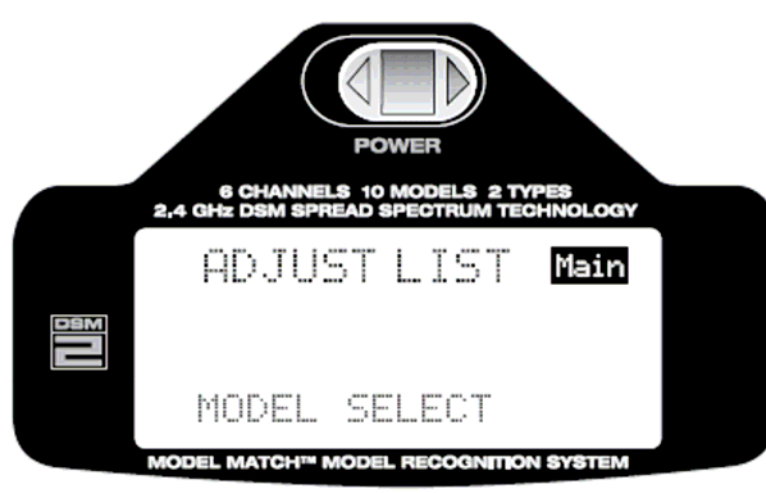 POWER
6 CHANNELS 10 MODELS 2 TYPES
2,4 GHz DSM SPREAD SPECTRUM TECHNOLOGY
ADJUST LIST Main
DSM
2
MODEL SELECT
MODEL MATCH™ MODEL RECOGNITION SYSTEM